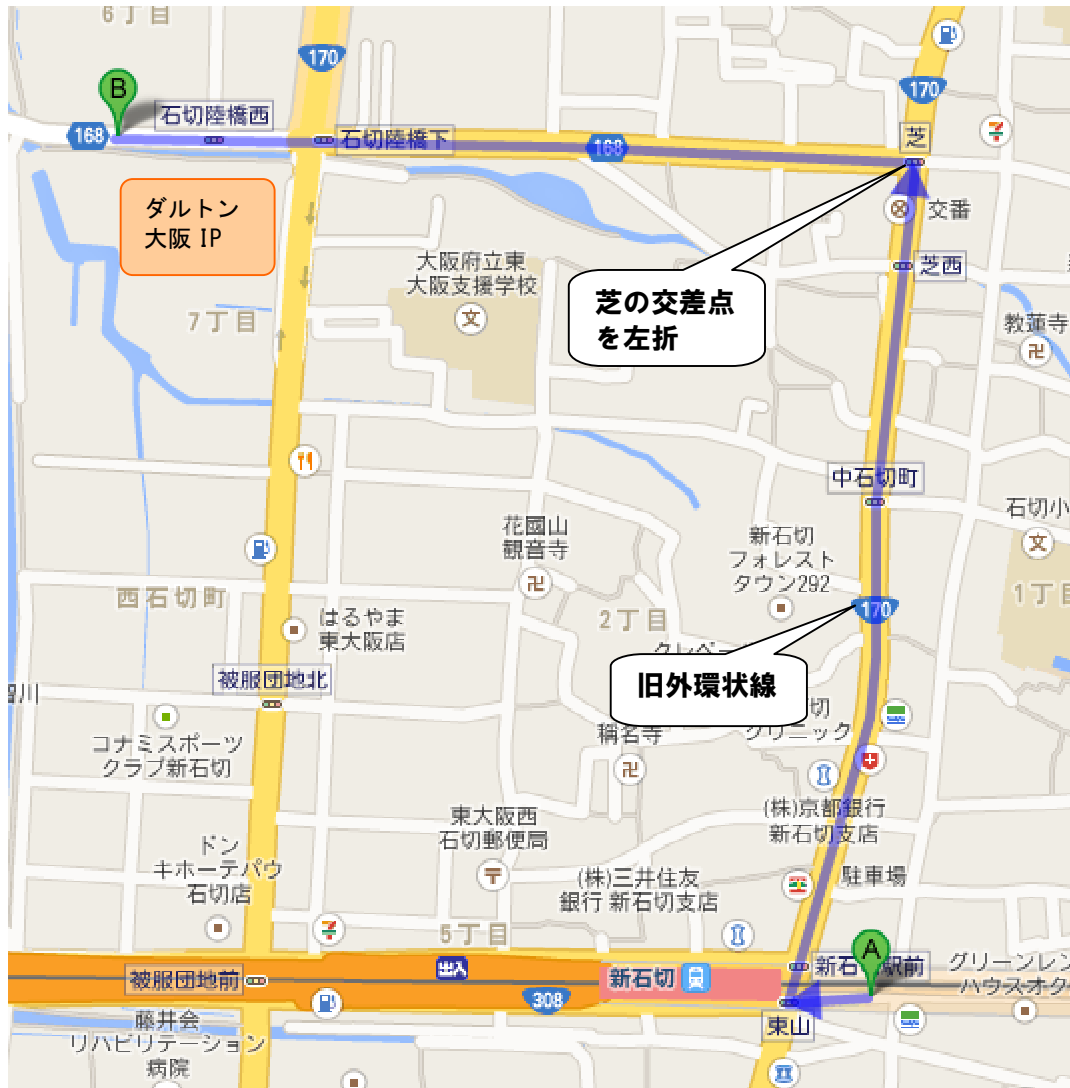 6丁目
170
B
石切陸橋西
168
石切陸橋下
168
170
芝
交番
芝西
ダルトン
大阪 IP
大阪府立東
大阪支援学校
文
芝の交差点
を左折
7丁目
教蓮寺
中石切町
石切小
文
花國山
観音寺
新石切
フォレスト
タウン292
1丁目
西石切町
はるやま
東大阪店
2丁目
170
旧外環状線
被服団地北
コナミスポーツ
クラブ新石切
稱名寺
クリニック
(株)京都銀行
新石切支店
東大阪西
石切郵便局
ドン
キホーテパウ
石切店
(株)三井住友
銀行 新石切支店
駐車場
5丁目
A
被服団地前
出入
新石切
308
東山
グリーンレン
ハウスオク
藤井会
リハビリテーション
病院